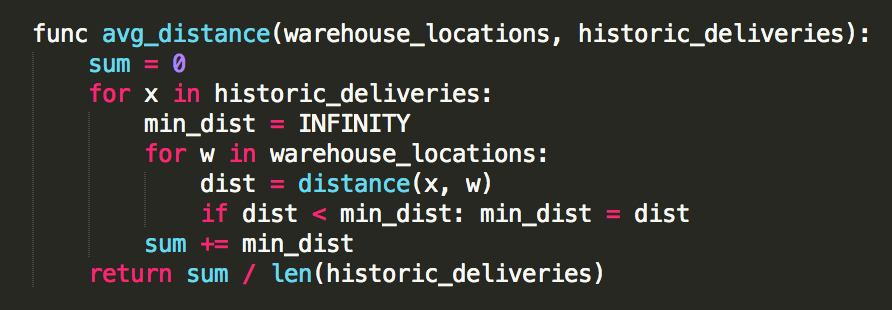 func avg_distance(warehouse_locations, historic_deliveries):
    sum = 0
    for x in historic_deliveries:
        min_dist = INFINITY
        for w in warehouse_locations:
            dist = distance(x, w)
            if dist < min_dist: min_dist = dist
        sum += min_dist
    return sum / len(historic_deliveries)